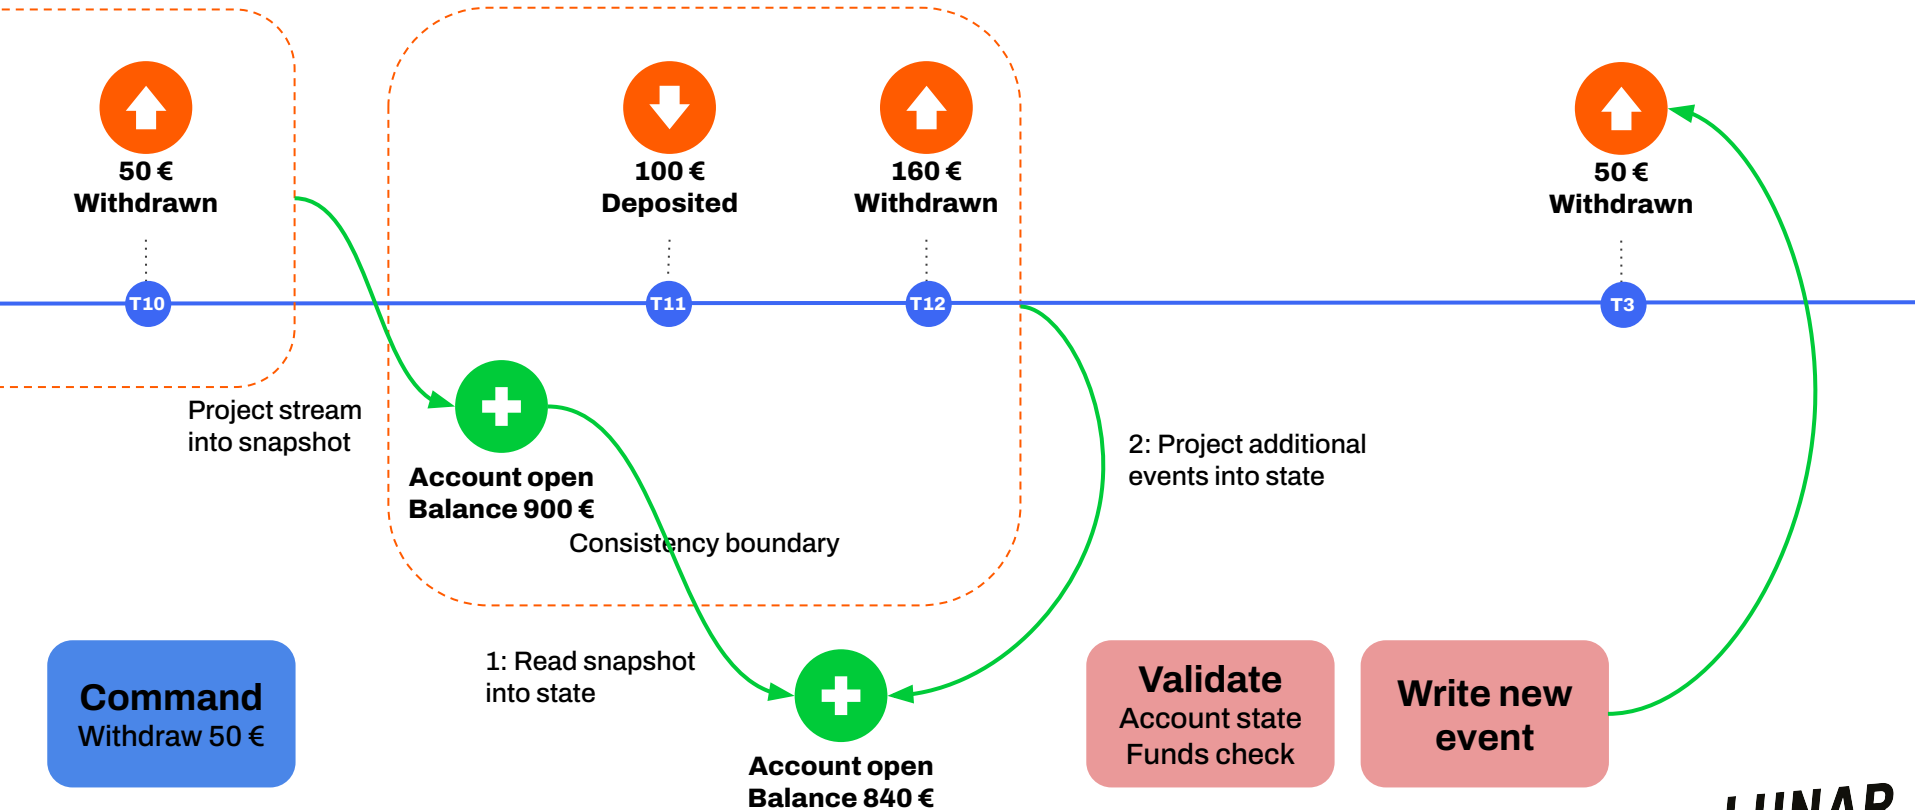 50 €
Withdrawn
100 €
Deposited
160 €
Withdrawn
50 €
Withdrawn
T10
T11
T12
T3
Project stream
into snapshot
Account open
Balance 900 €
Consistency boundary
2: Project additional
events into state
1: Read snapshot
into state
Command
Withdraw 50 €
Account open
Balance 840 €
Validate
Account state
Funds check
Write new
event
LUNAR